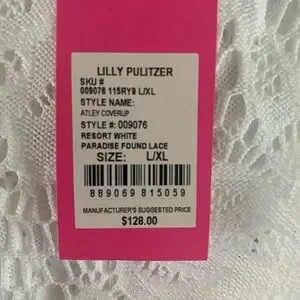 LILLY PULITZER
SKU #
009076 115RY9 L/XL
STYLE NAME:
ATLEY COVERUP
STYLE #: 009076
RESORT WHITE
PARADISE FOUND LACE
SIZE: L/XL
889069 815059
MANUFACTURER'S SUGGESTED PRICE
$128.00